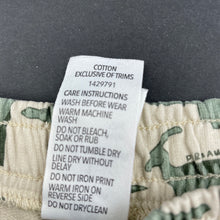 COTTON
EXCLUSIVE OF TRIMS
1429791
CARE INSTRUCTIONS
WASH BEFORE WEAR
WARM MACHINE
WASH
DO NOT BLEACH,
SOAK OR RUB
DO NOT TUMBLE DRY
LINE DRY WITHOUT
DELAY
DO NOT IRON PRINT
WARM IRON ON
REVERSE SIDE
DO NOT DRYCLEAN